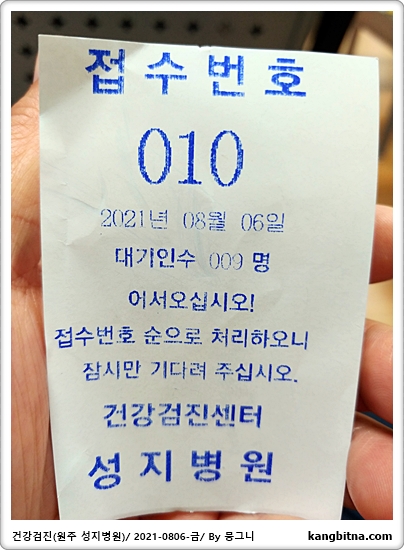 접수번호
010
2021년 08월 06일
대기인수 009 명
어서오십시오!
접수번호 순으로 처리하오니
잠시만 기다려 주십시오.
건강검진센터
성지병원
건강검진(원주 성지병원)/ 2021-0806-금/ By 뭉그니 kangbitna.com